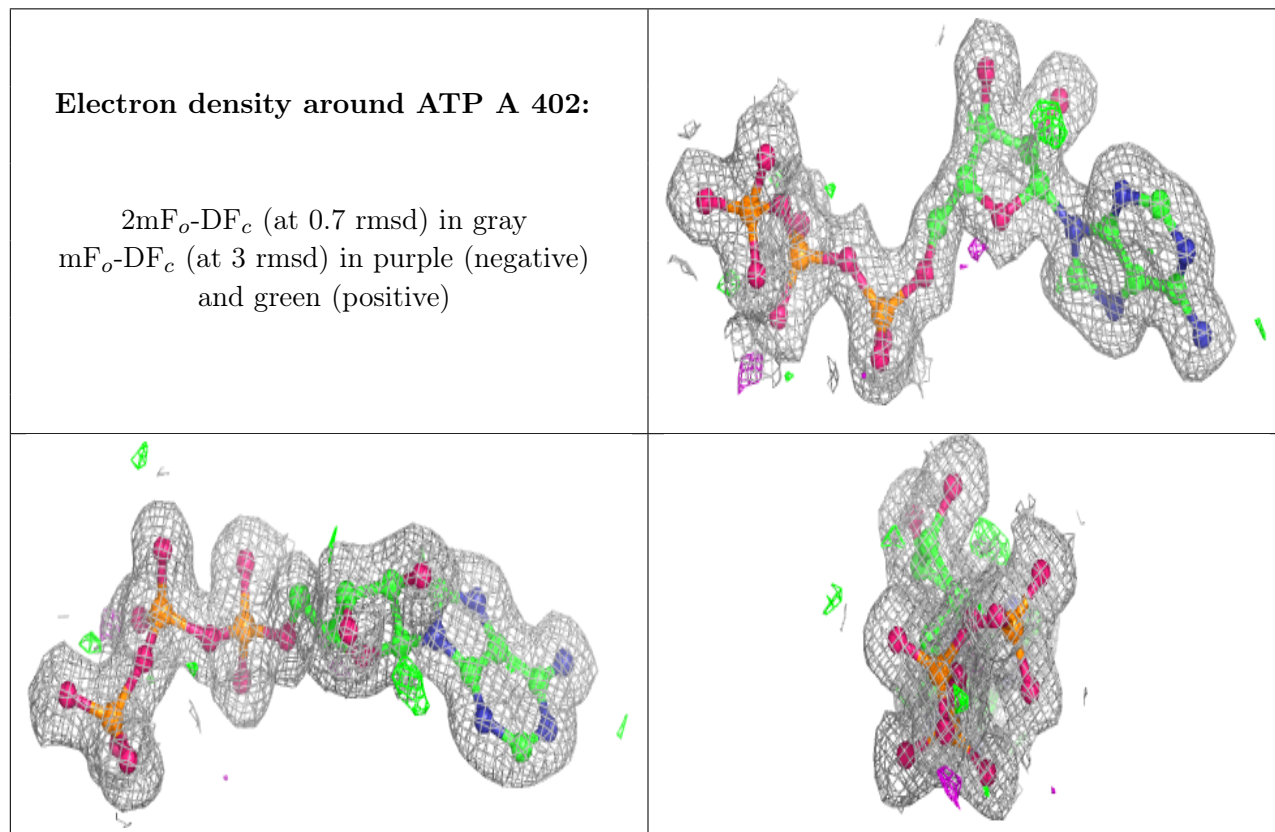 Electron density around ATP A 402:
2mFo-DFc (at 0.7 rmsd) in gray
mFo-DFc (at 3 rmsd) in purple (negative)
and green (positive)